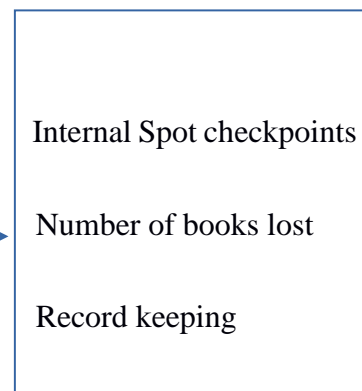 Internal Spot checkpoints
Number of books lost
Record keeping